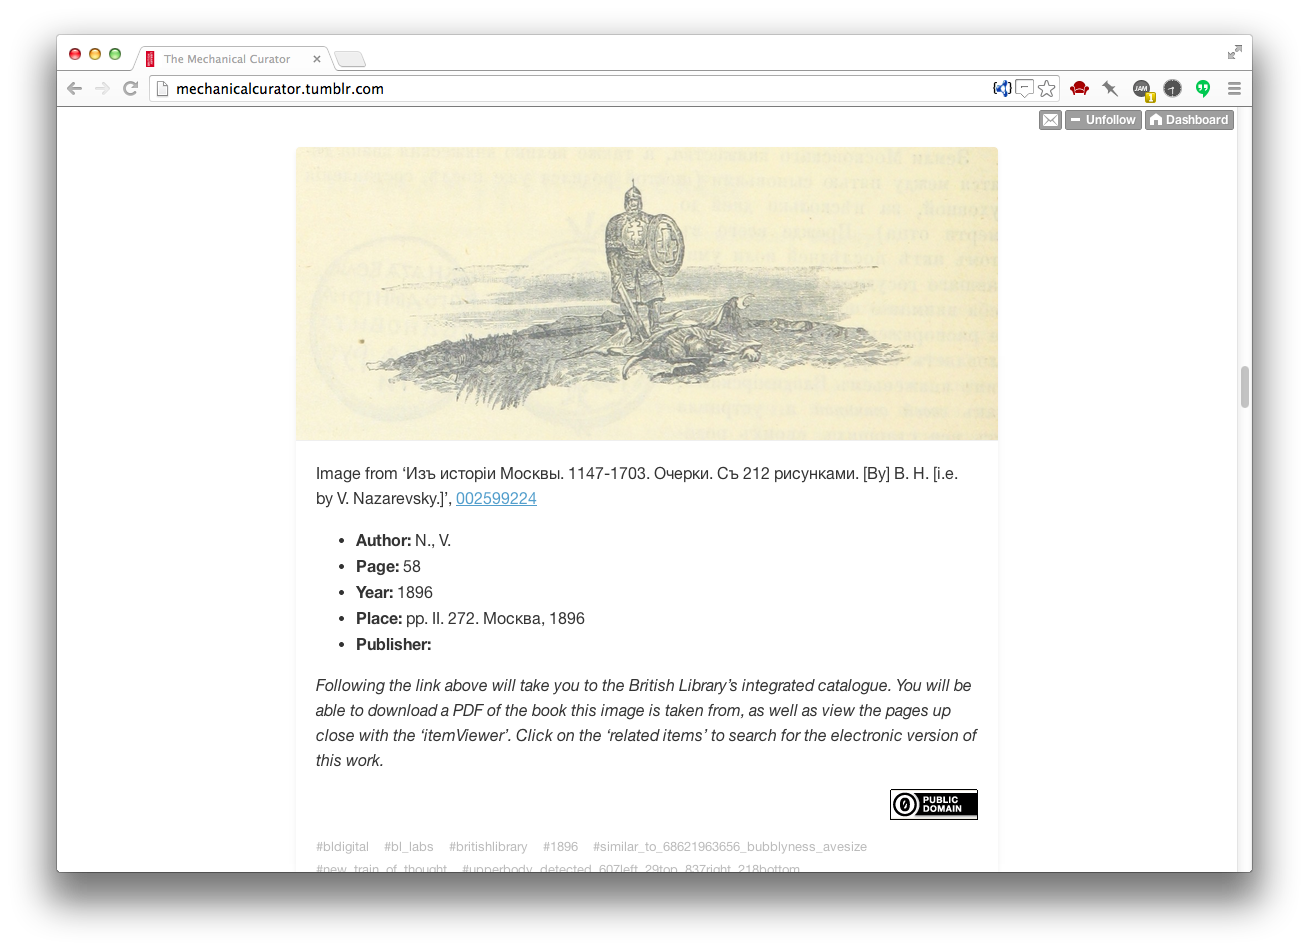 The Mechanical Curator
mechanicalcurator.tumblr.com
JAM
1
Unfollow
Dashboard
Image from ‘Изъ исторіи Москвы. 1147-1703. Очерки. Съ 212 рисунками. [By] В. Н. [i.e.
by V. Nazarevsky.]’, 002599224
• Author: N., V.
• Page: 58
• Year: 1896
• Place: pp. II. 272. Москва, 1896
• Publisher:
Following the link above will take you to the British Library’s integrated catalogue. You will be
able to download a PDF of the book this image is taken from, as well as view the pages up
close with the ‘itemViewer’. Click on the ‘related items’ to search for the electronic version of
this work.
0 PUBLIC
DOMAIN
#bldigital #bl_labs #britishlibrary #1896 #similar_to_68621963656_bubblyness_avesize
#new_train_of_thought #upperbody_detected_607left_29top_837right_218bottom